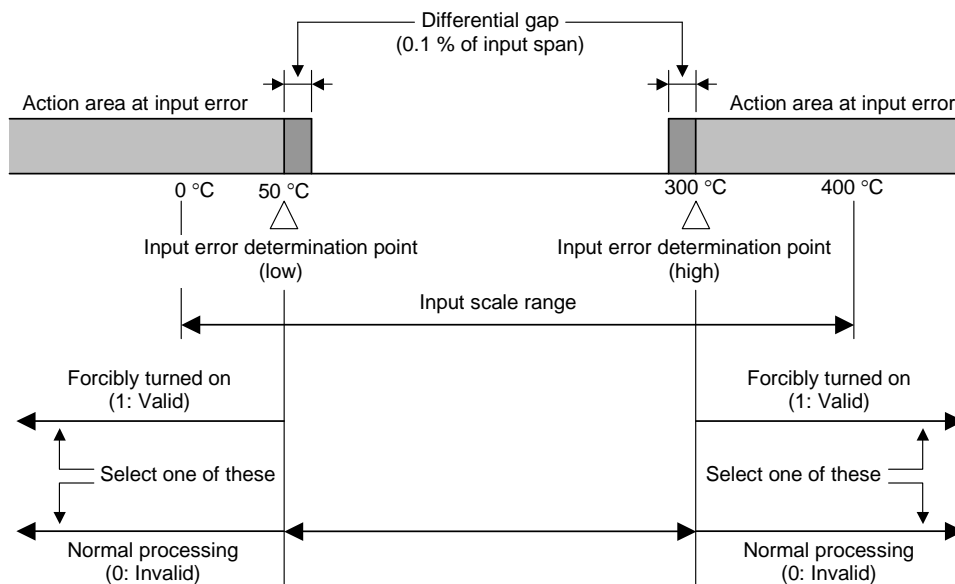 Differential gap
(0.1 % of input span)
Action area at input error
Action area at input error
0 °C
50 °C
300 °C
400 °C
Input error determination point
(low)
Input error determination point
(high)
Input scale range
Forcibly turned on
(1: Valid)
Forcibly turned on
(1: Valid)
Select one of these
Select one of these
Normal processing
(0: Invalid)
Normal processing
(0: Invalid)